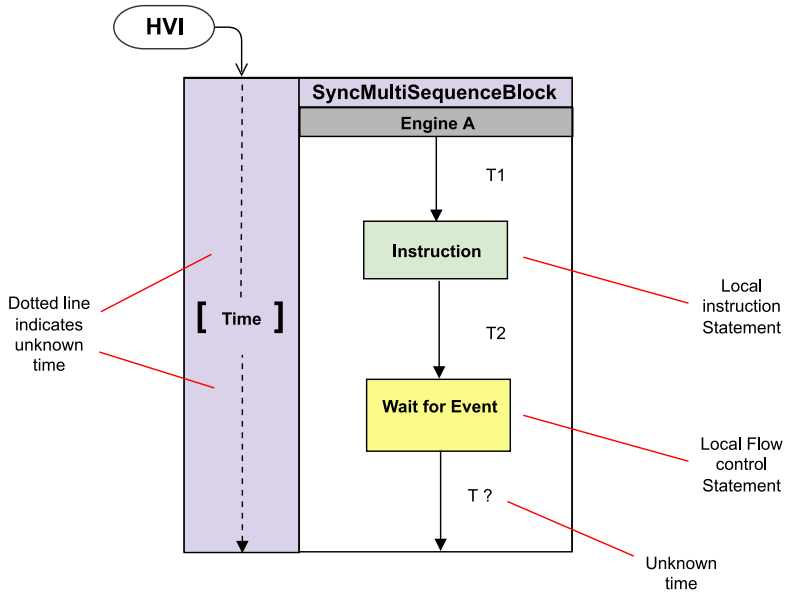 HVI
SyncMultiSequenceBlock
Engine A
T1
Instruction
Local
instruction
Statement
Dotted line
indicates
unknown
time
[ Time ]
T2
Wait for Event
Local Flow
control
Statement
T ?
Unknown
time